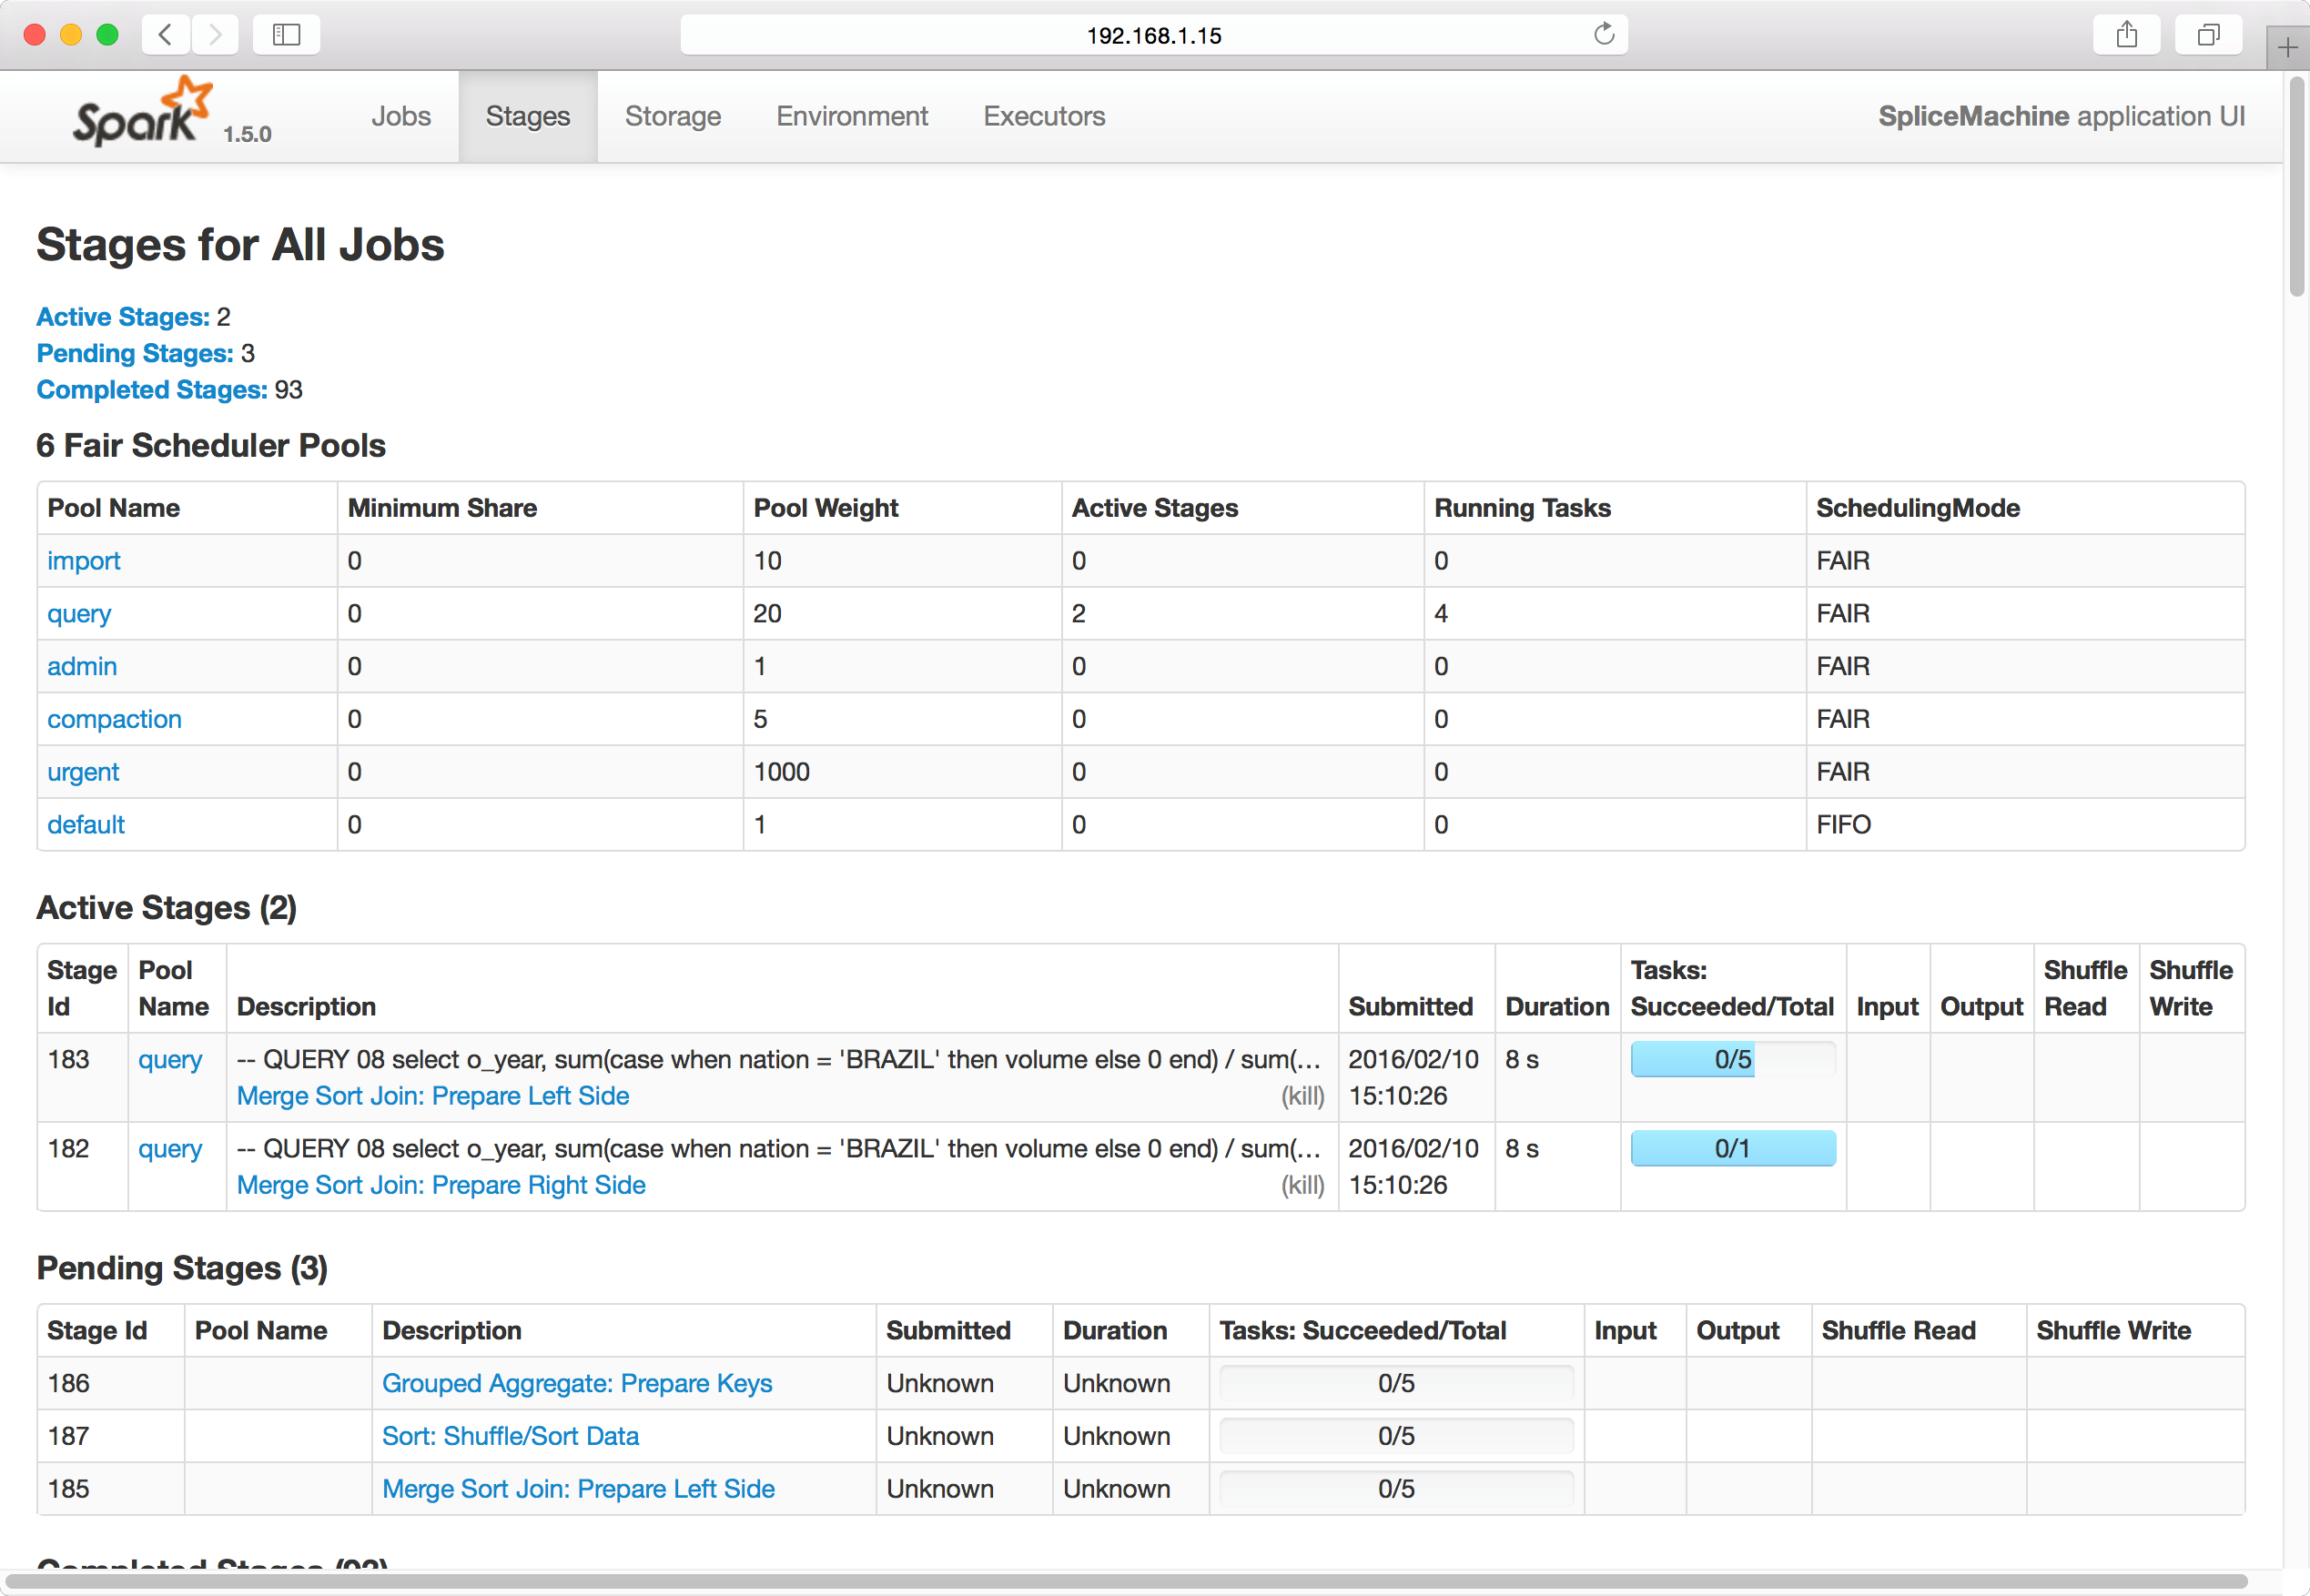 192.168.1.15
Spark 1.5.0 Jobs Stages Storage Environment Executors SpliceMachine application UI
Stages for All Jobs
Active Stages: 2
Pending Stages: 3
Completed Stages: 93
6 Fair Scheduler Pools
Pool Name Minimum Share Pool Weight Active Stages Running Tasks SchedulingMode
import 0 10 0 0 FAIR
query 0 20 2 4 FAIR
admin 0 1 0 0 FAIR
compaction 0 5 0 0 FAIR
urgent 0 1000 0 0 FAIR
default 0 1 0 0 FIFO
Active Stages (2)
Stage Pool Tasks: Shuffle Shuffle
Id Name Description Submitted Duration Succeeded/Total Input Output Read Write
183 query -- QUERY 08 select o_year, sum(case when nation = 'BRAZIL' then volume else 0 end) / sum(... 2016/02/10 8 s 0/5
Merge Sort Join: Prepare Left Side (kill) 15:10:26
182 query -- QUERY 08 select o_year, sum(case when nation = 'BRAZIL' then volume else 0 end) / sum(... 2016/02/10 8 s 0/1
Merge Sort Join: Prepare Right Side (kill) 15:10:26
Pending Stages (3)
Stage Id Pool Name Description Submitted Duration Tasks: Succeeded/Total Input Output Shuffle Read Shuffle Write
186 Grouped Aggregate: Prepare Keys Unknown Unknown 0/5
187 Sort: Shuffle/Sort Data Unknown Unknown 0/5
185 Merge Sort Join: Prepare Left Side Unknown Unknown 0/5
Completed Stages (93)